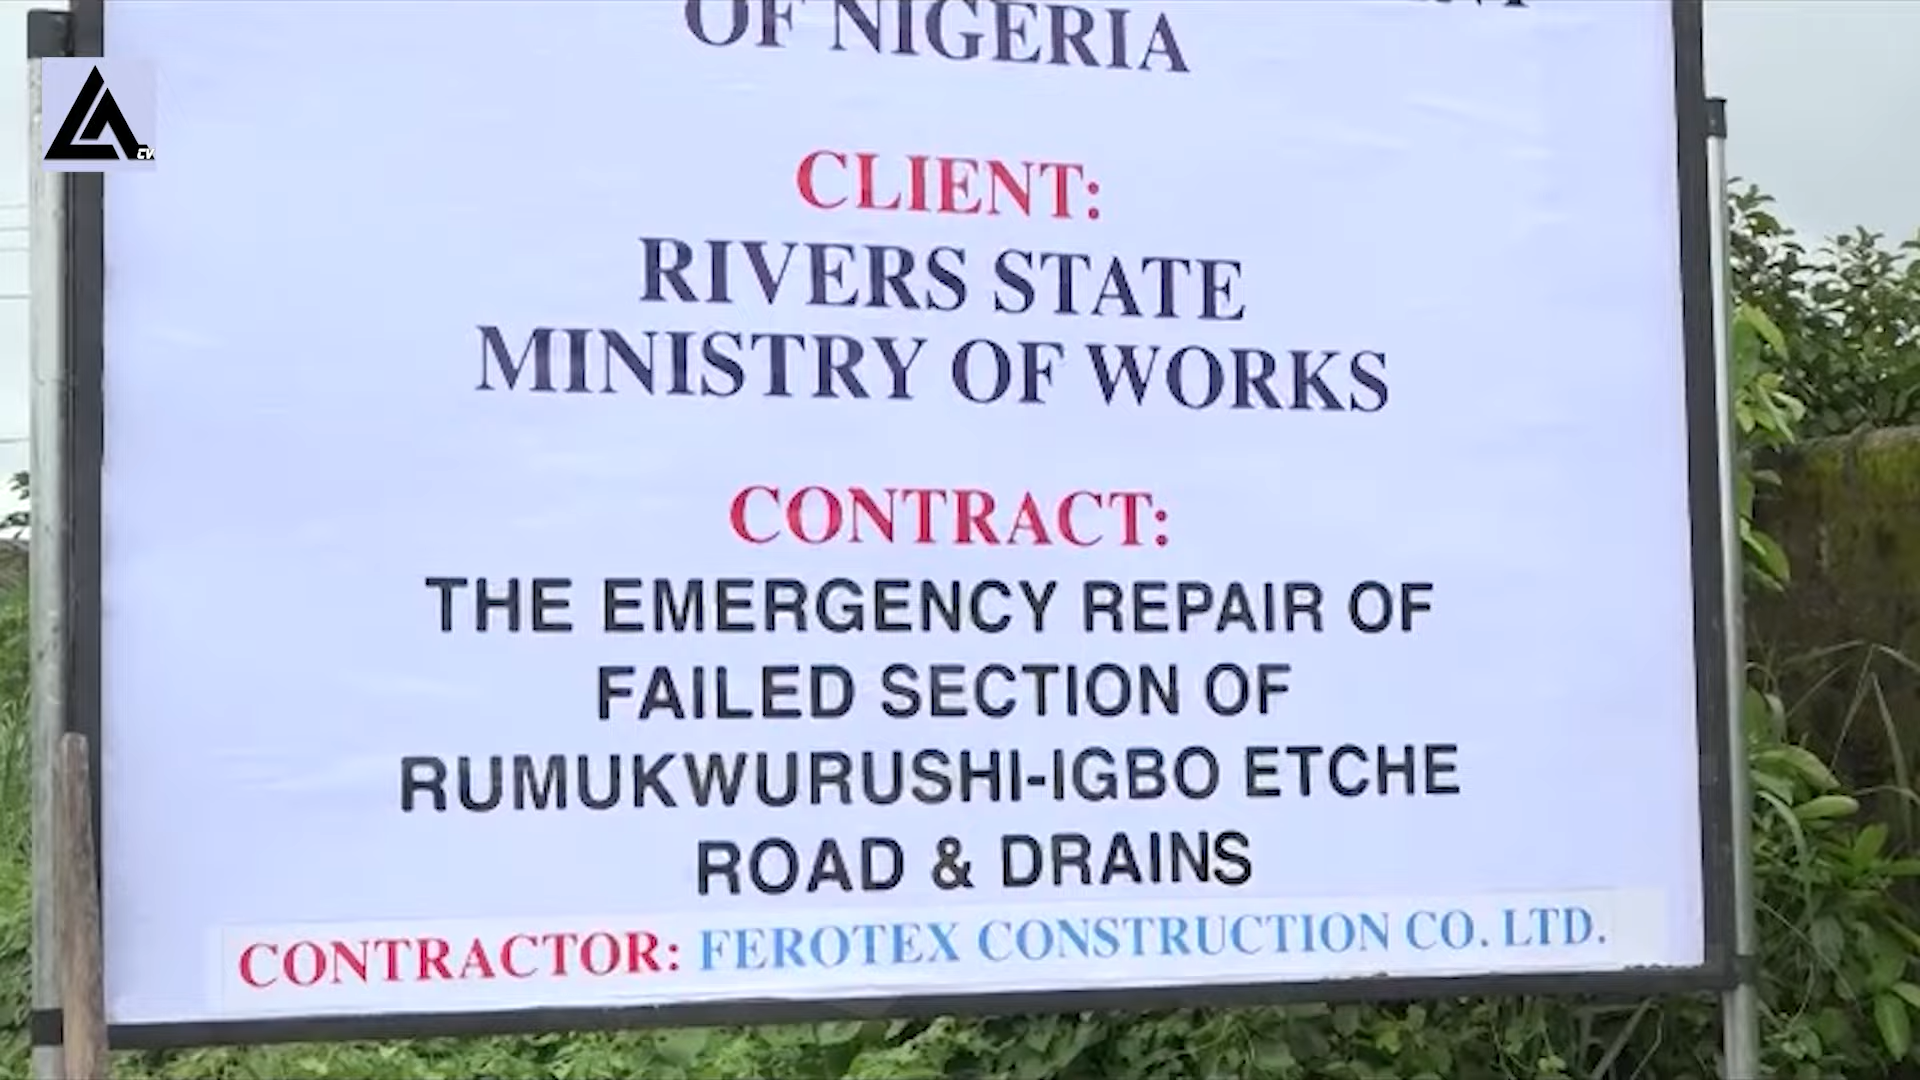 OF NIGERIA
CLIENT:
RIVERS STATE
MINISTRY OF WORKS
CONTRACT:
THE EMERGENCY REPAIR OF
FAILED SECTION OF
RUMUKWURUSHI-IGBO ETCHE
ROAD & DRAINS
CONTRACTOR: FEROTEX CONSTRUCTION CO. LTD.